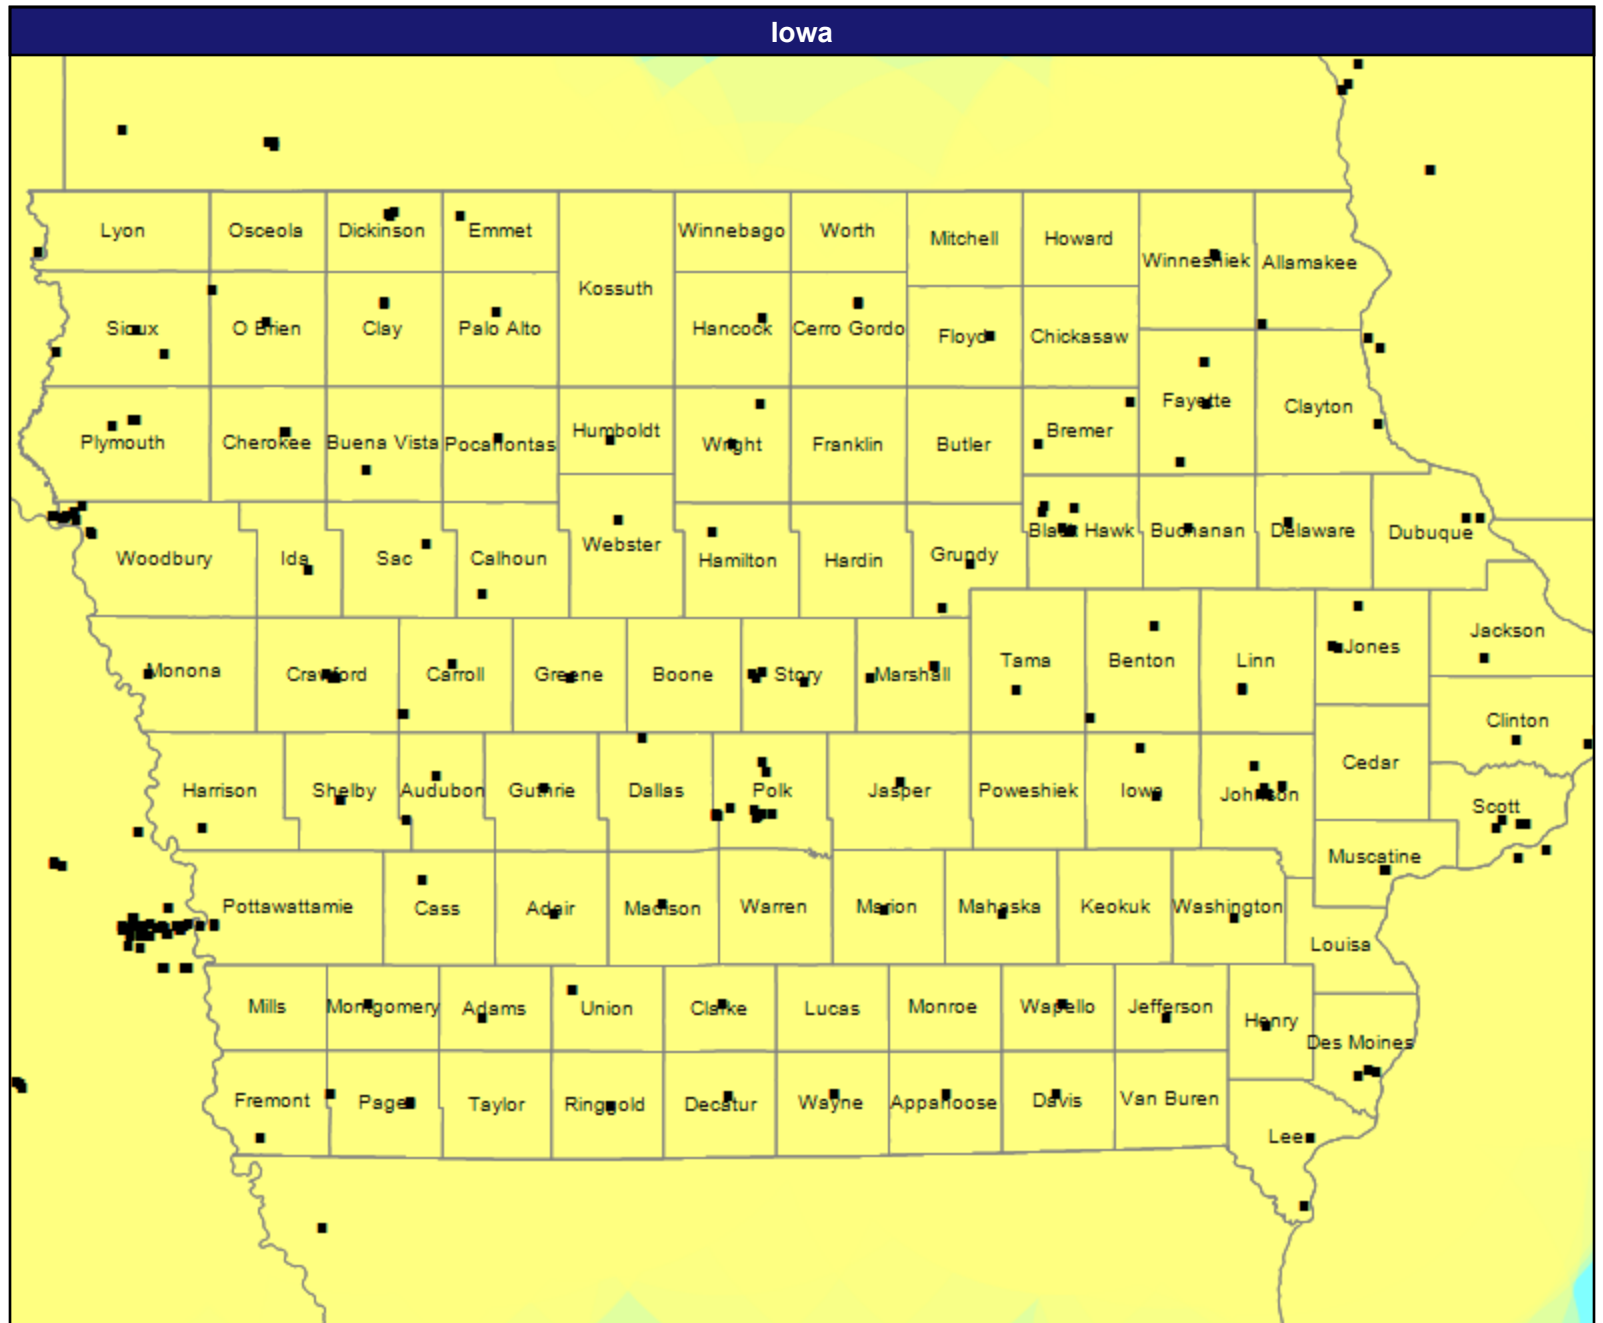 Iowa
Lyon
Osceola
Dickinson
Emmet
Kossuth
Winnebago
Worth
Mitchell
Howard
Winneshiek
Allamakee
Sioux
O Brien
Clay
Palo Alto
Hancock
Cerro Gordo
Floyd
Chickasaw
Plymouth
Cherokee
Buena Vista
Pocahontas
Humboldt
Wright
Franklin
Butler
Bremer
Fayette
Clayton
Woodbury
Ida
Sac
Calhoun
Webster
Hamilton
Hardin
Grundy
Black Hawk
Buchanan
Delaware
Dubuque
Monona
Crawford
Carroll
Greene
Boone
Story
Marshall
Tama
Benton
Linn
Jones
Jackson
Clinton
Harrison
Shelby
Audubon
Guthrie
Dallas
Polk
Jasper
Poweshiek
Iowa
Johnson
Cedar
Scott
Muscatine
Pottawattamie
Cass
Adair
Madison
Warren
Marion
Mahaska
Keokuk
Washington
Louisa
Mills
Montgomery
Adams
Union
Clarke
Lucas
Monroe
Wapello
Jefferson
Henry
Des Moines
Fremont
Page
Taylor
Ringgold
Decatur
Wayne
Appanoose
Davis
Van Buren
Lee